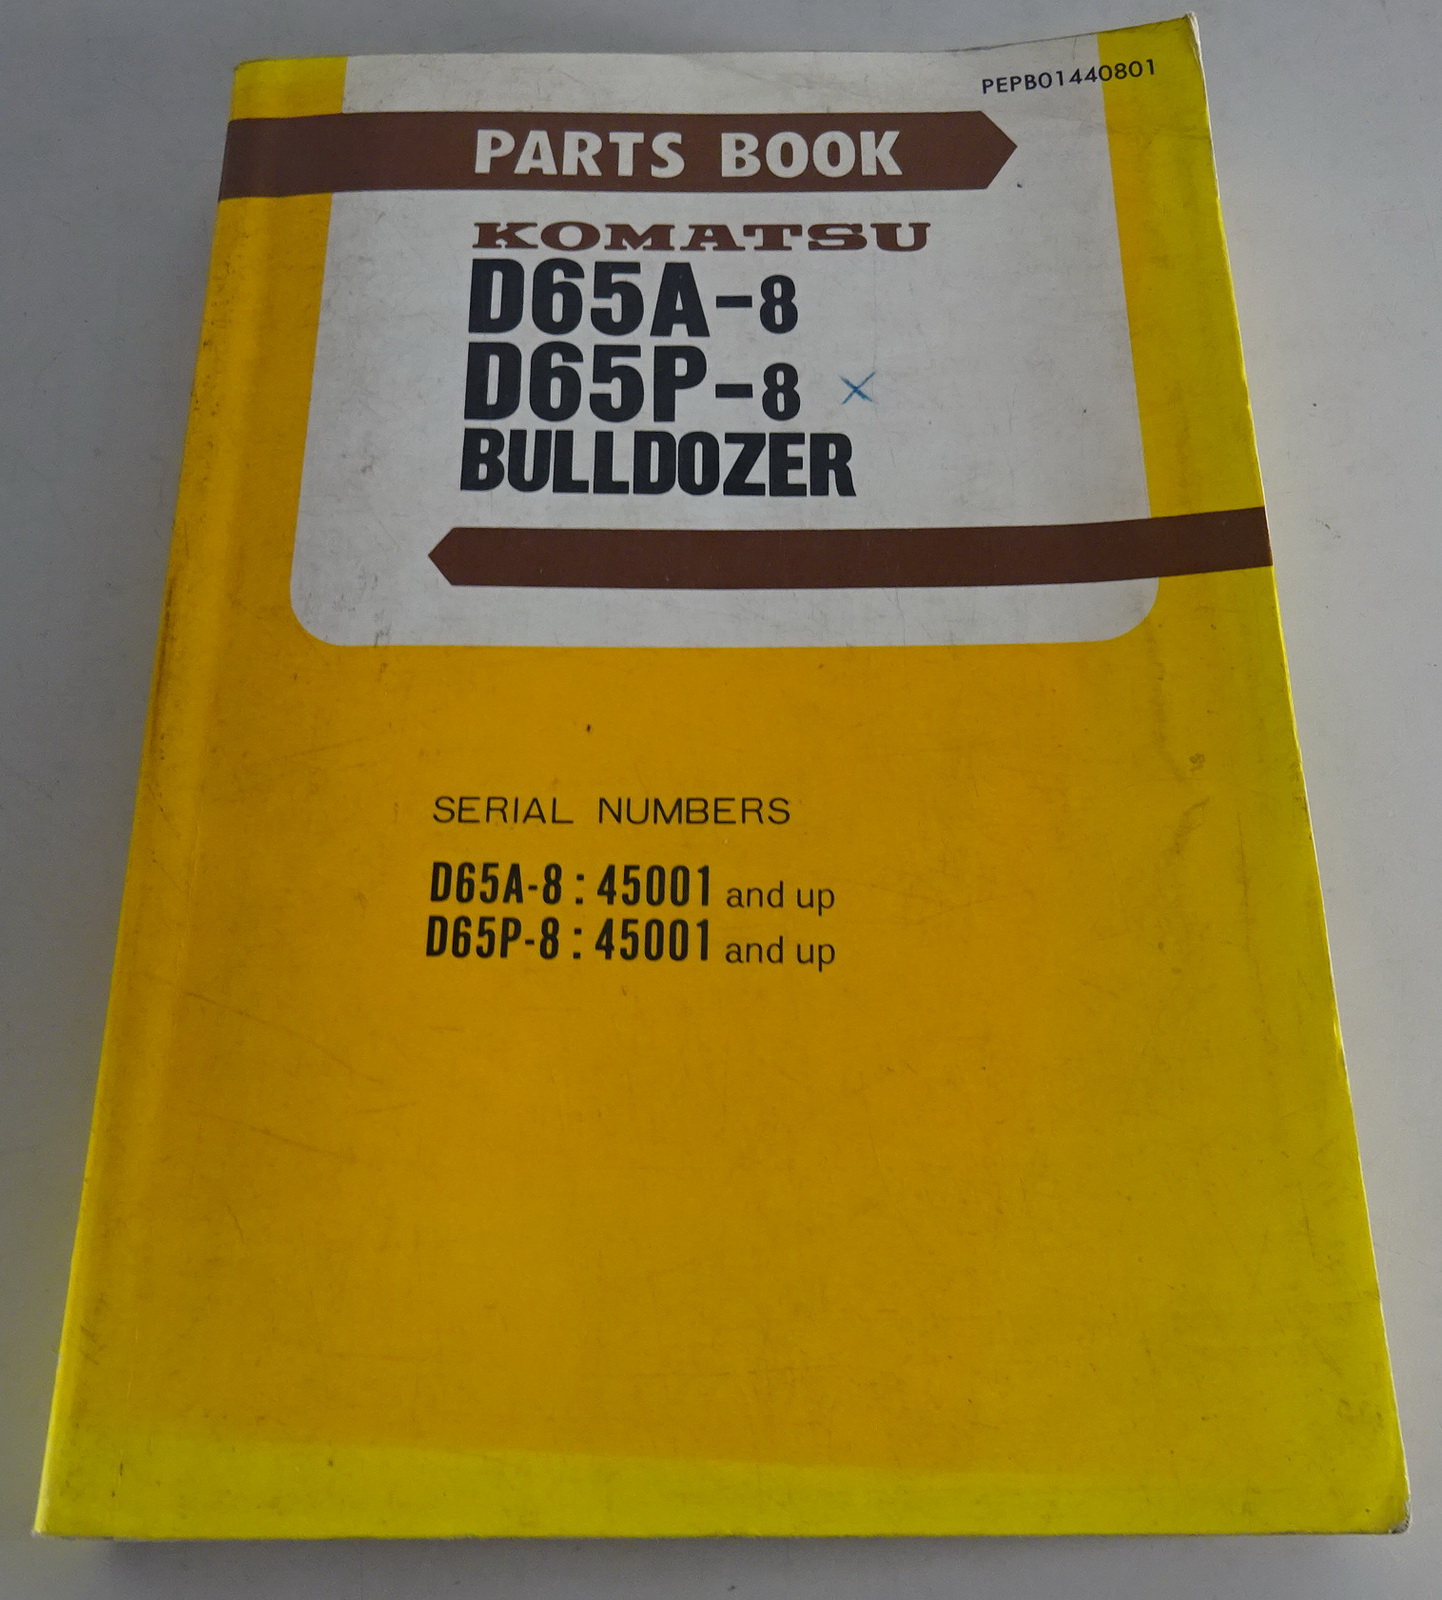 PEPB01440801
PARTS BOOK
KOMATSU
D65A-8
D65P-8 x
BULLDOZER
SERIAL NUMBERS
D65A-8: 45001 and up
D65P-8: 45001 and up